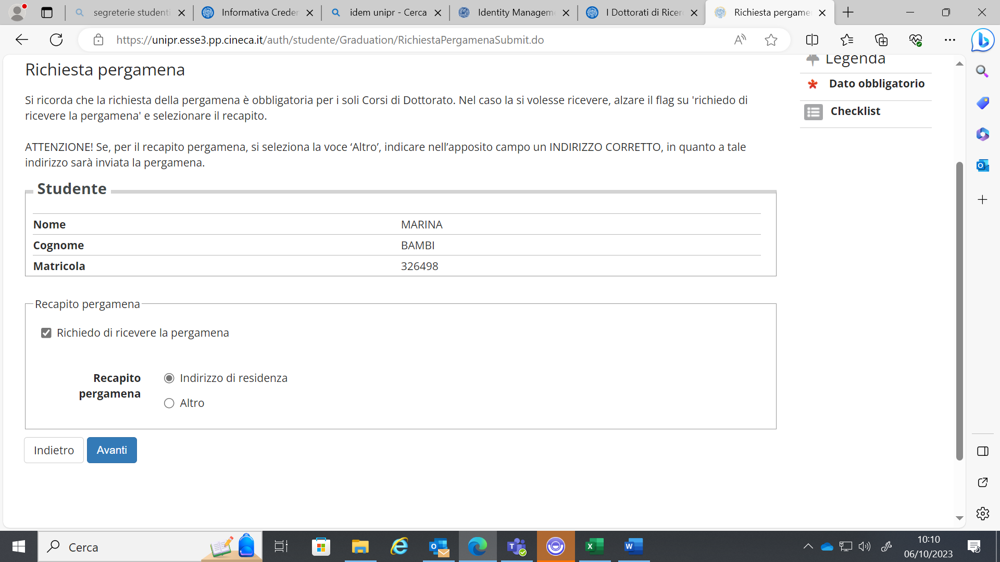 segreterie studenti
Informativa Creden
idem unipr - Cerca
Identity Managem
I Dottorati di Ricer
Richiesta pergame
https://unipr.esse3.pp.cineca.it/auth/studente/Graduation/RichiestaPergamenaSubmit.do
Richiesta pergamena
Si ricorda che la richiesta della pergamena è obbligatoria per i soli Corsi di Dottorato. Nel caso la si volesse ricevere, alzare il flag su 'richiedo di
ricevere la pergamena' e selezionare il recapito.
ATTENZIONE! Se, per il recapito pergamena, si seleziona la voce ‘Altro’, indicare nell’apposito campo un INDIRIZZO CORRETTO, in quanto a tale
indirizzo sarà inviata la pergamena.
Studente
Nome MARINA
Cognome BAMBI
Matricola 326498
Recapito pergamena
Richiedo di ricevere la pergamena
Recapito
pergamena
Indirizzo di residenza
Altro
Indietro Avanti
Legenda
Dato obbligatorio
Checklist
Cerca
10:10
06/10/2023